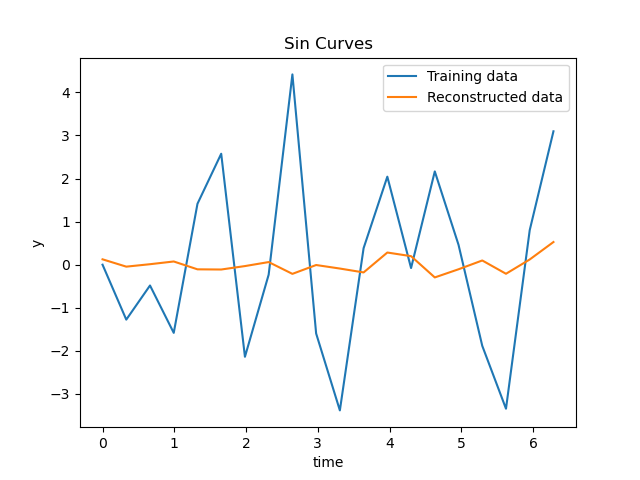 Sin Curves
Training data
Reconstructed data
4
3
2
1
0
−1
−2
−3
y
0 1 2 3 4 5 6
time